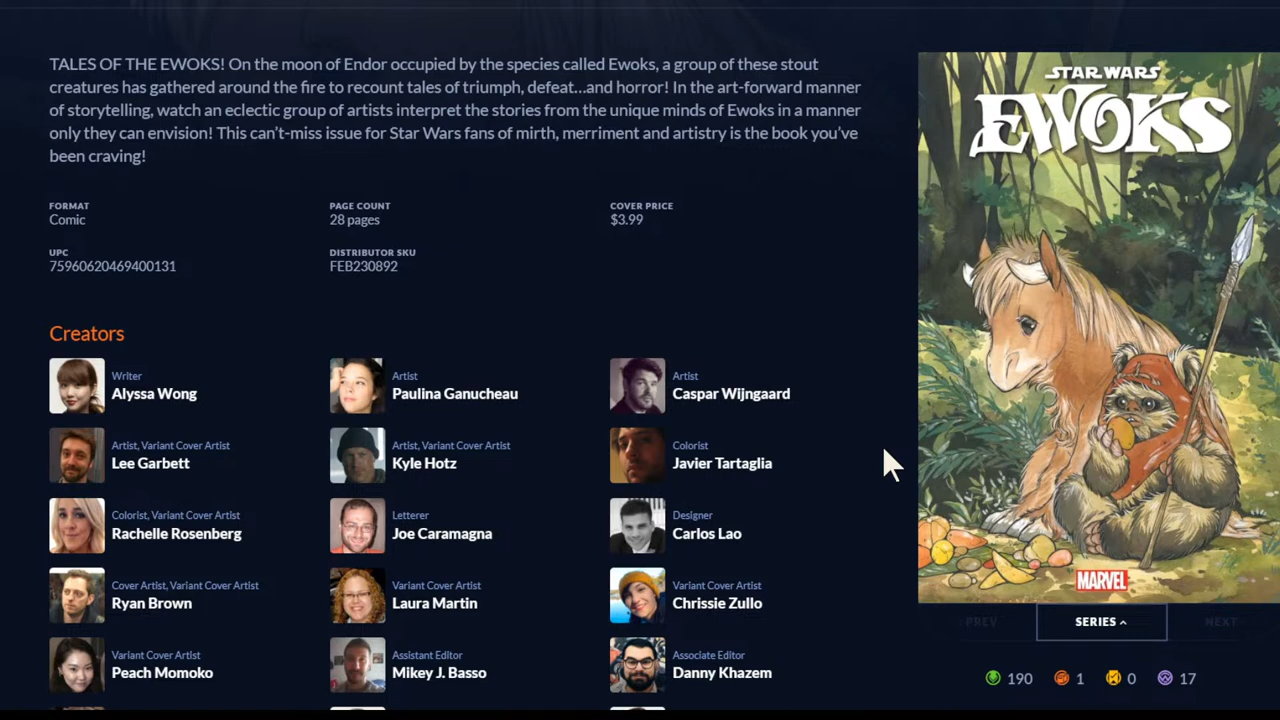 TALES OF THE EWOKS! On the moon of Endor occupied by the species called Ewoks, a group of these stout
creatures has gathered around the fire to recount tales of triumph, defeat…and horror! In the art-forward manner
of storytelling, watch an eclectic group of artists interpret the stories from the unique minds of Ewoks in a manner
only they can envision! This can't-miss issue for Star Wars fans of mirth, merriment and artistry is the book you've
been craving!
FORMAT
Comic
PAGE COUNT
28 pages
COVER PRICE
$3.99
UPC
75960620469400131
DISTRIBUTOR SKU
FEB230892
Creators
Writer
Alyssa Wong
Artist
Paulina Ganucheau
Artist
Caspar Wijngaard
Artist, Variant Cover Artist
Lee Garbett
Artist, Variant Cover Artist
Kyle Hotz
Colorist
Javier Tartaglia
Colorist, Variant Cover Artist
Rachelle Rosenberg
Letterer
Joe Caramagna
Designer
Carlos Lao
Cover Artist, Variant Cover Artist
Ryan Brown
Variant Cover Artist
Laura Martin
Variant Cover Artist
Chrissie Zullo
Variant Cover Artist
Peach Momoko
Assistant Editor
Mikey J. Basso
Associate Editor
Danny Khazem
STAR WARS
EWOKS
MARVEL
PREV
SERIES
NEXT
190
1
0
17